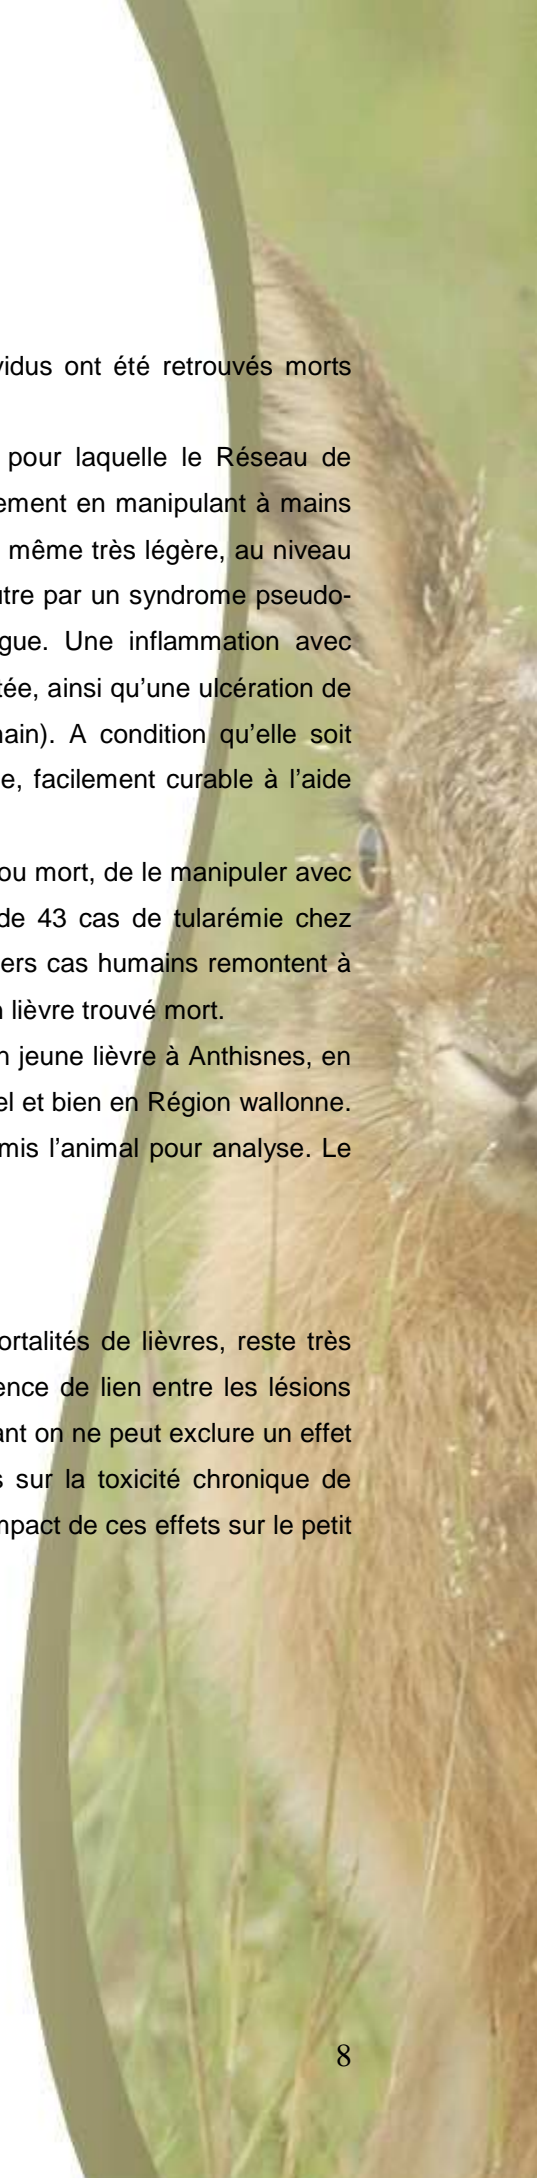 vidus ont été retrouvés morts
pour laquelle le Réseau de
ement en manipulant à mains
même très légère, au niveau
utre par un syndrome pseudo-
gue. Une inflammation avec
tée, ainsi qu’une ulcération de
nain). A condition qu’elle soit
e, facilement curable à l’aide
ou mort, de le manipuler avec
de 43 cas de tularémie chez
iers cas humains remontent à
n lièvre trouvé mort.
n jeune lièvre à Anthisnes, en
el et bien en Région wallonne.
mis l’animal pour analyse. Le
ortalités de lièvres, reste très
ence de lien entre les lésions
ant on ne peut exclure un effet
s sur la toxicité chronique de
mpact de ces effets sur le petit
8